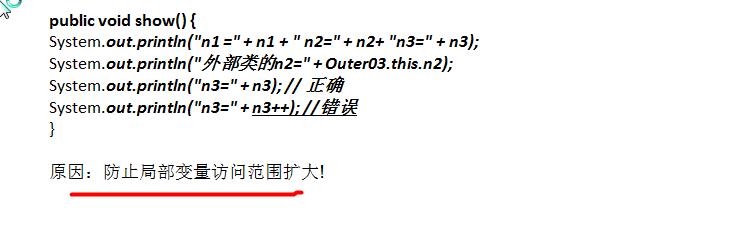 public void show() {
System.out.println("n1 =" + n1 + " n2=" + n2+ "n3=" + n3);
System.out.println("外部类的n2=" + Outer03.this.n2);
System.out.println("n3=" + n3); // 正确
System.out.println("n3=" + n3++); //错误
}
原因：防止局部变量访问范围扩大!